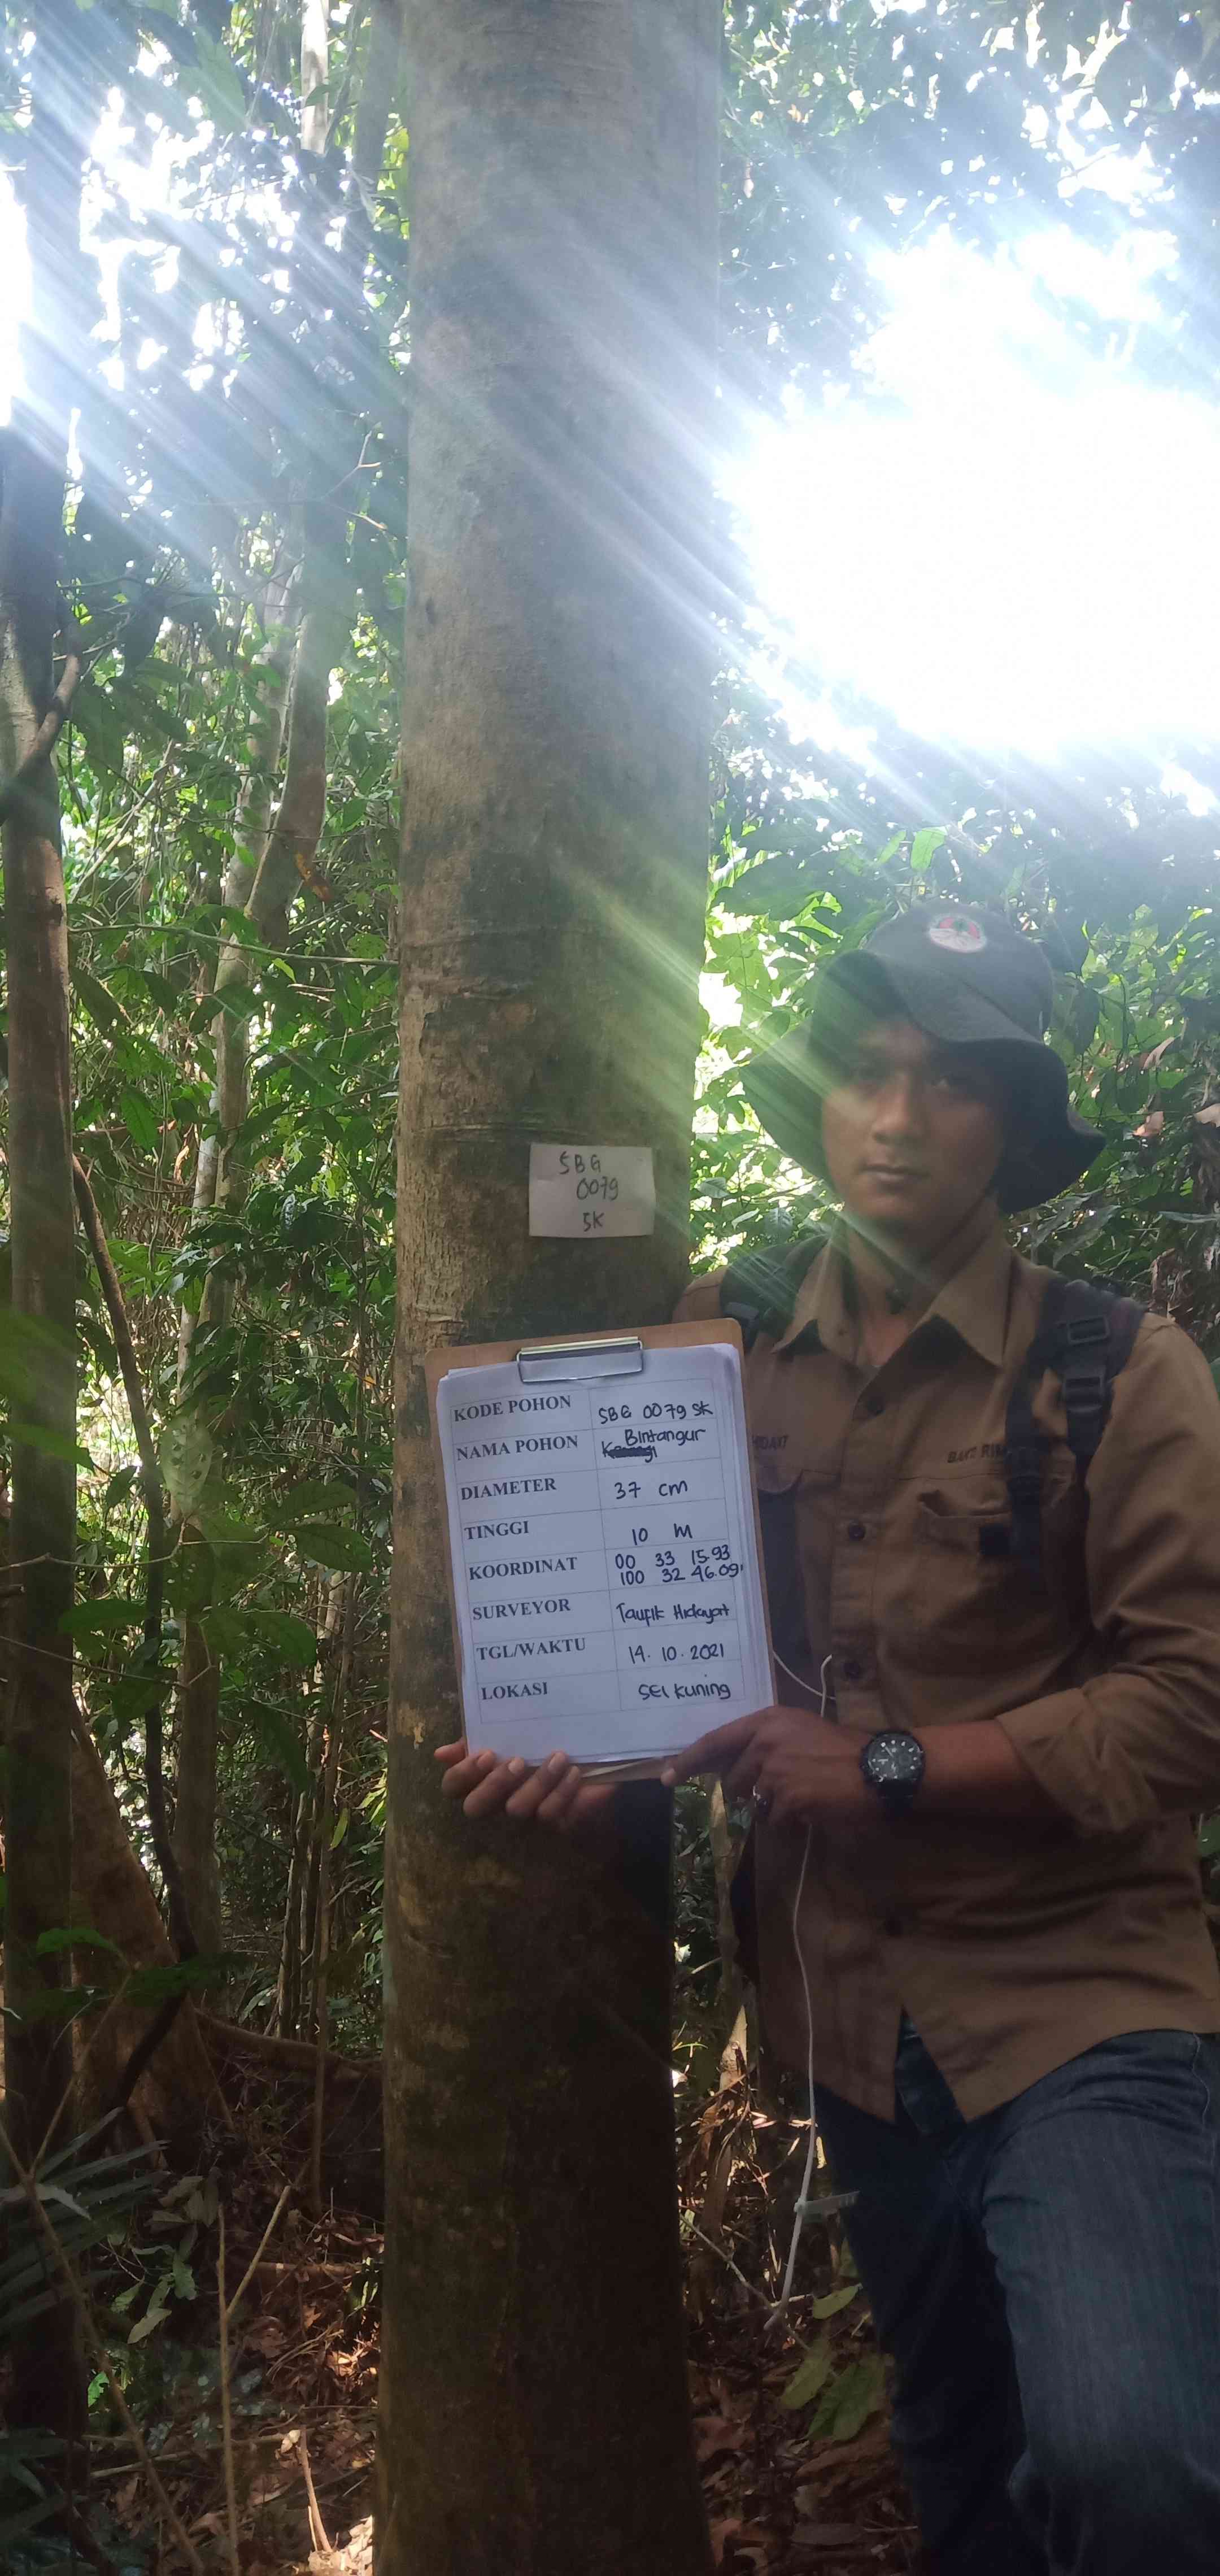 SBG
0079
SK
KODE POHON SBG 0079 SK
NAMA POHON Bintangur
DIAMETER 37 cm
TINGGI 10 M
KOORDINAT 00 33 15.93
100 32 46.09"
SURVEYOR Taufik Hidayat
TGL/WAKTU 14.10.2021
LOKASI SEI Kuning